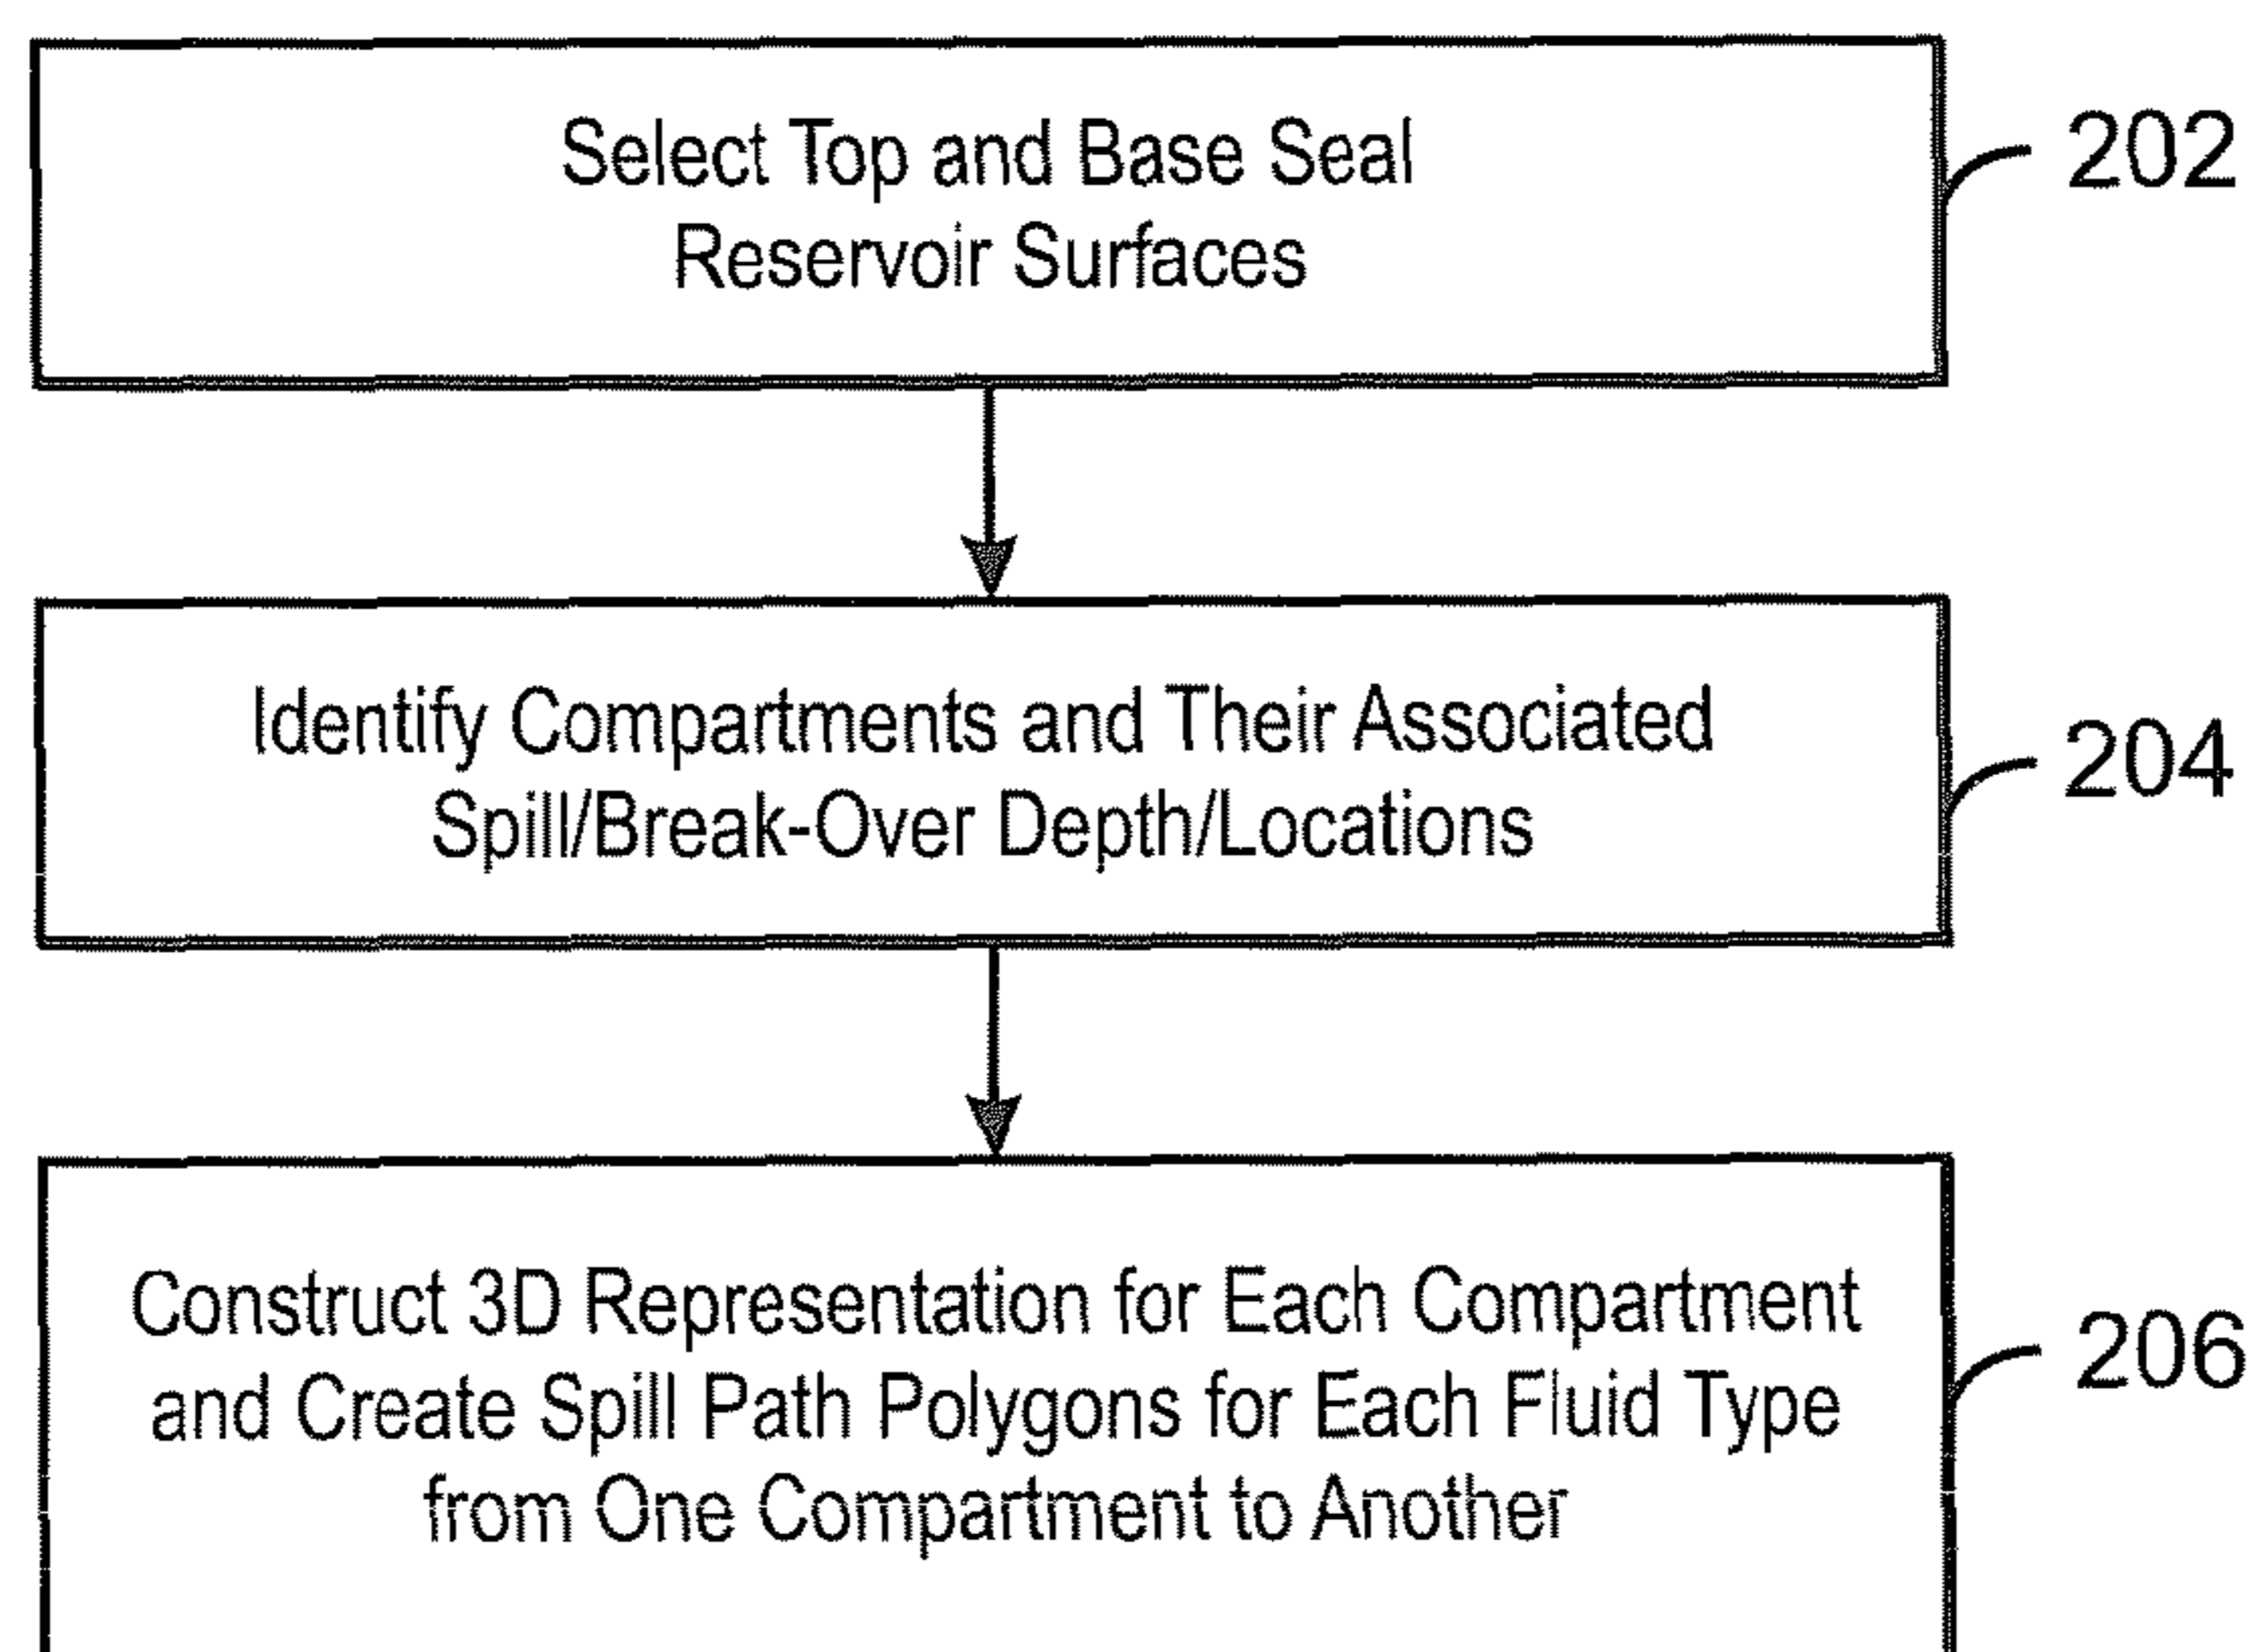 Select Top and Base Seal
Reservoir Surfaces
202
Identify Compartments and Their Associated
Spill/Break-Over Depth/Locations
204
Construct 3D Representation for Each Compartment
and Create Spill Path Polygons for Each Fluid Type
from One Compartment to Another
206